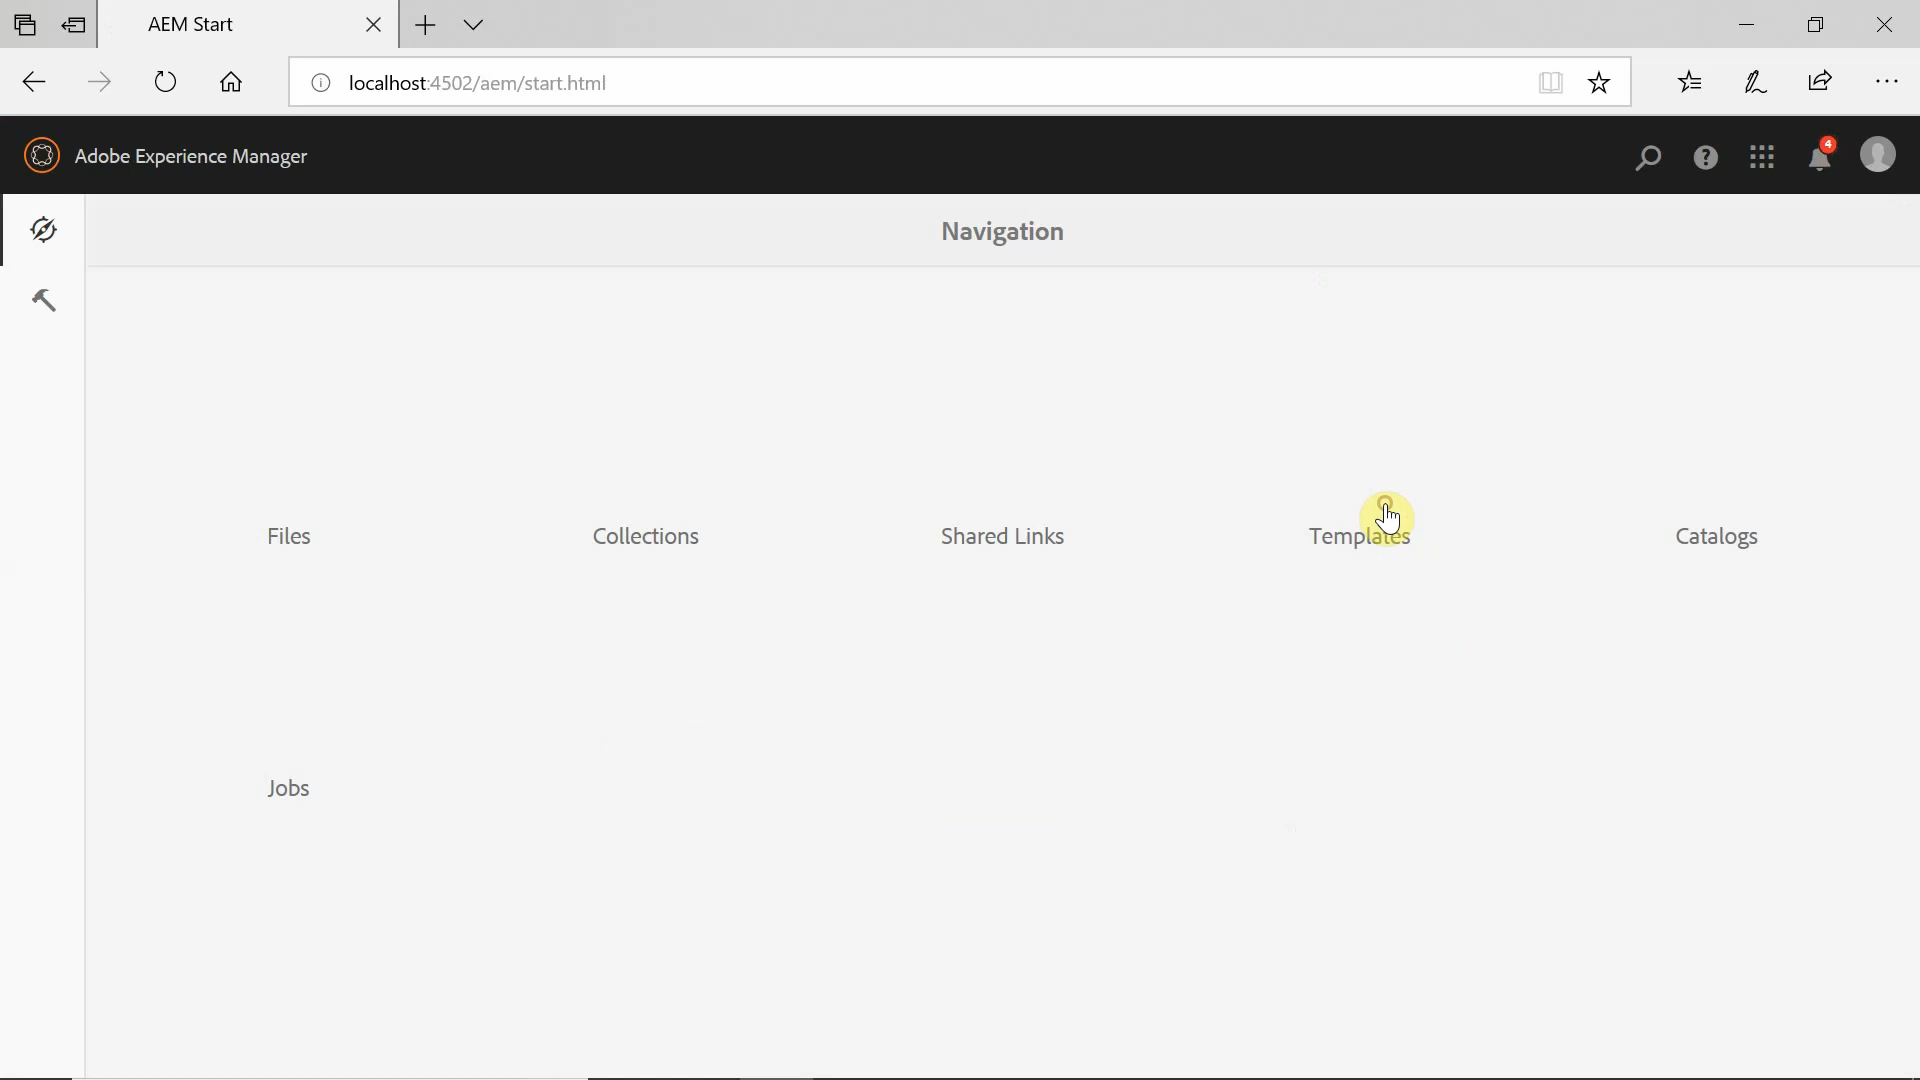 AEM Start
localhost:4502/aem/start.html
Adobe Experience Manager
4
Navigation
Files
Collections
Shared Links
Templates
Catalogs
Jobs